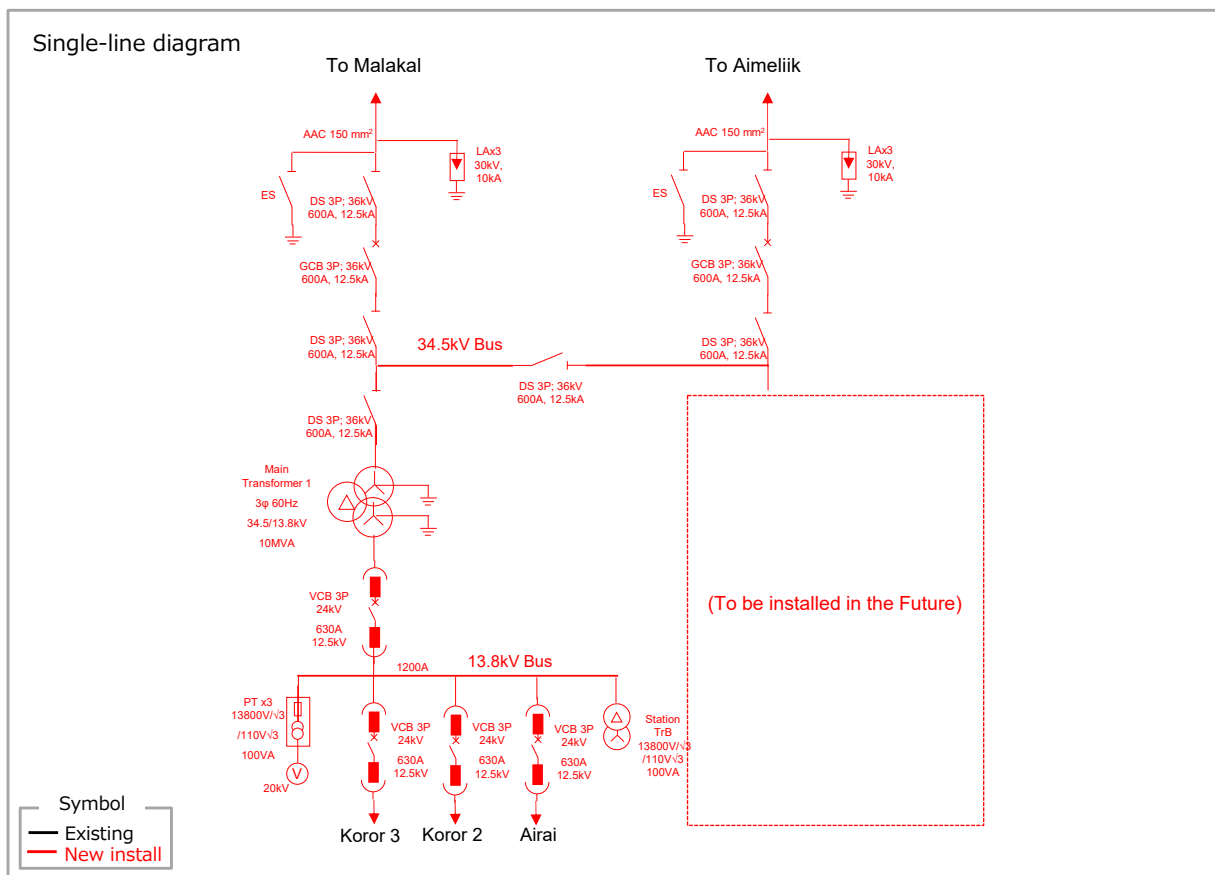 Single-line diagram
To Malakal
To Aimeliik
AAC 150 mm²
LAx3
30kV,
10kA
ES
DS 3P; 36kV
600A, 12.5kA
GCB 3P; 36kV
600A, 12.5kA
DS 3P; 36kV
600A, 12.5kA
AAC 150 mm²
LAx3
30kV,
10kA
ES
DS 3P; 36kV
600A, 12.5kA
GCB 3P; 36kV
600A, 12.5kA
DS 3P; 36kV
600A, 12.5kA
34.5kV Bus
DS 3P; 36kV
600A, 12.5kA
DS 3P; 36kV
600A, 12.5kA
Main
Transformer 1
3φ 60Hz
34.5/13.8kV
10MVA
(To be installed in the Future)
VCB 3P
24kV
630A
12.5kV
1200A
13.8kV Bus
PT x3
13800V/√3
/110V√3
100VA
V
20kV
VCB 3P
24kV
630A
12.5kV
VCB 3P
24kV
630A
12.5kV
VCB 3P
24kV
630A
12.5kV
Station
TrB
13800V/√3
/110V√3
100VA
Koror 3
Koror 2
Airai
Symbol
Existing
New install